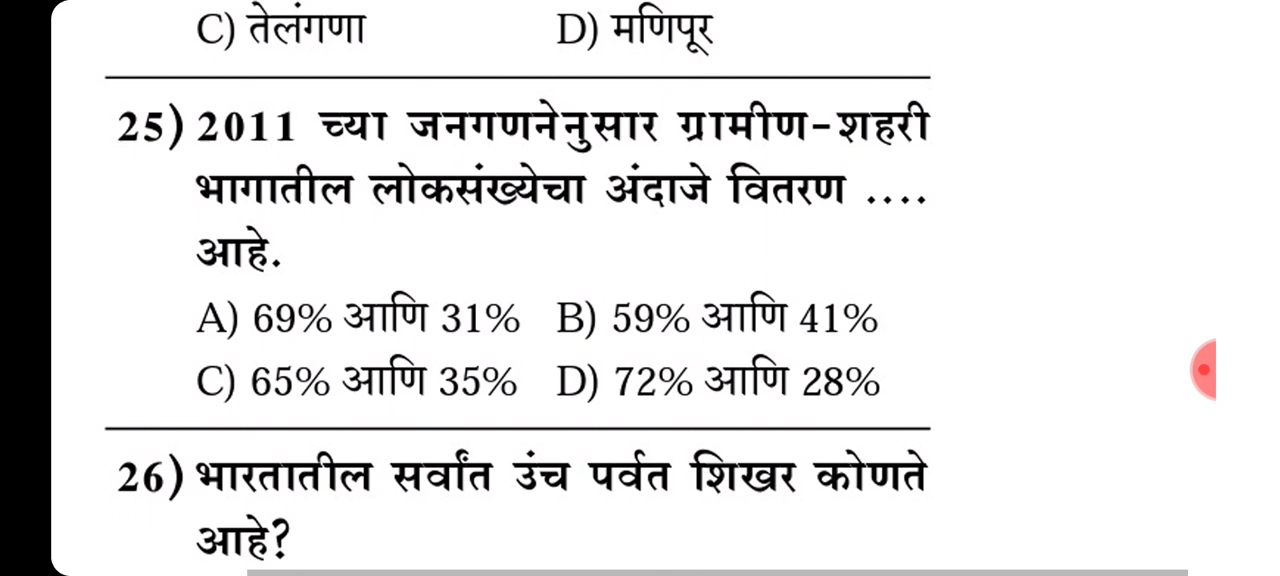 C) तेलंगणा D) मणिपूर
25) 2011 च्या जनगणनेनुसार ग्रामीण-शहरी
भागातील लोकसंख्येचा अंदाजे वितरण ....
आहे.
A) 69% आणि 31% B) 59% आणि 41%
C) 65% आणि 35% D) 72% आणि 28%
26) भारतातील सर्वांत उंच पर्वत शिखर कोणते
आहे?